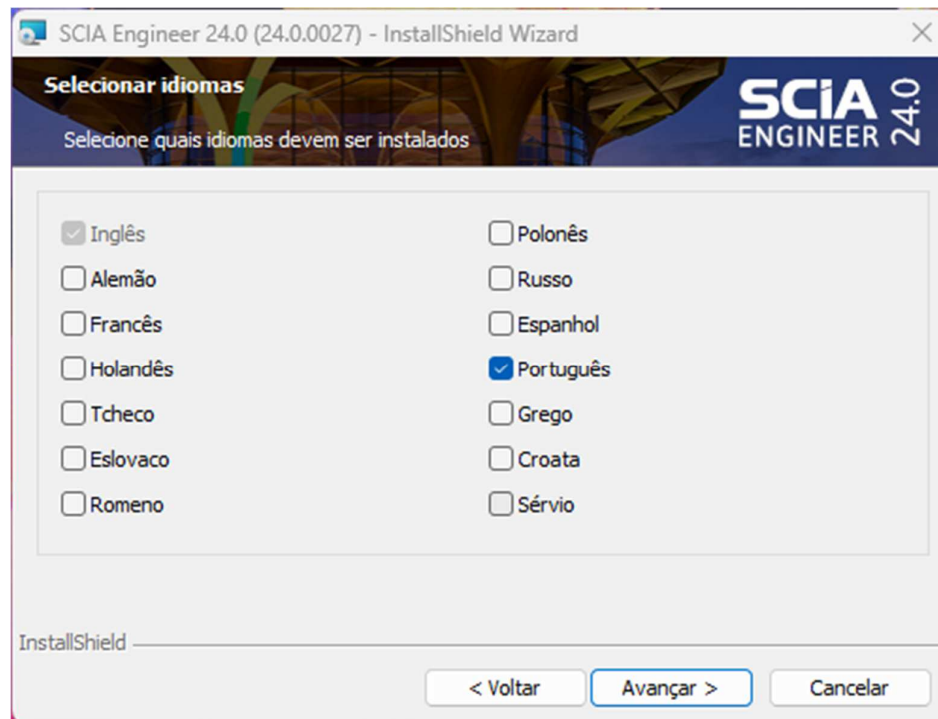 SCIA Engineer 24.0 (24.0.0027) - InstallShield Wizard
Selecionar idiomas
Selecione quais idiomas devem ser instalados
SCIA
ENGINEER
24.0
Inglês
Alemão
Francês
Holandês
Tcheco
Eslovaco
Romeno
Polonês
Russo
Espanhol
Português
Grego
Croata
Sérvio
InstallShield
< Voltar
Avançar >
Cancelar